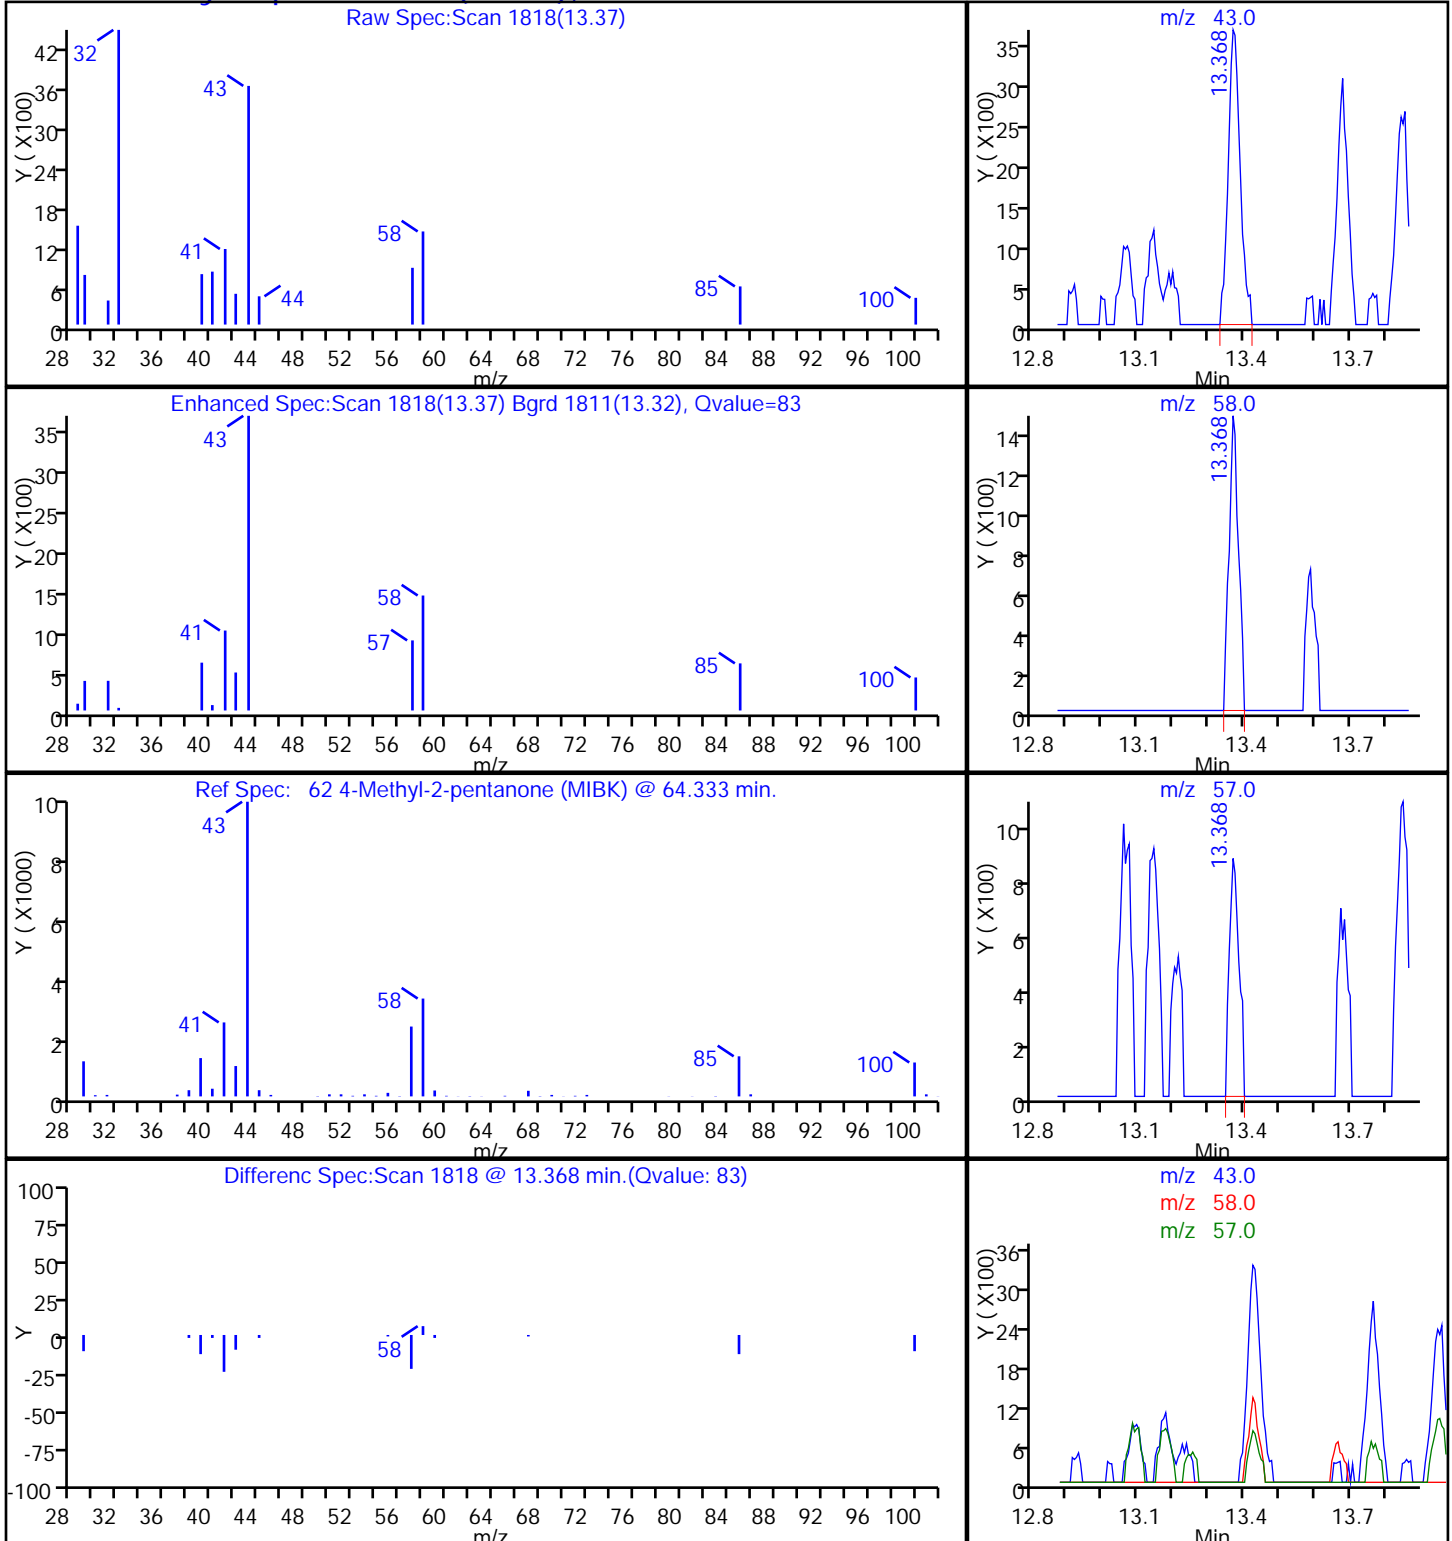 Raw Spec:Scan 1818(13.37)
Y ( X100)
42
36
30
24
18
12
6
0
32
43
41
44
58
85
100
28 32 36 40 44 48 52 56 60 64 68 72 76 80 84 88 92 96 100
m/z
m/z 43.0
Y ( X100)
35
30
25
20
15
10
5
0
13.368
12.8 13.1 13.4 13.7
Min
Enhanced Spec:Scan 1818(13.37) Bgrd 1811(13.32), Qvalue=83
Y ( X100)
35
30
25
20
15
10
5
0
43
41
58
57
85
100
28 32 36 40 44 48 52 56 60 64 68 72 76 80 84 88 92 96 100
m/z
m/z 58.0
Y ( X100)
14
12
10
8
6
4
2
0
13.368
12.8 13.1 13.4 13.7
Min
Ref Spec: 62 4-Methyl-2-pentanone (MIBK) @ 64.333 min.
Y ( X1000)
10
8
6
4
2
0
43
41
58
85
100
28 32 36 40 44 48 52 56 60 64 68 72 76 80 84 88 92 96 100
m/z
m/z 57.0
Y ( X100)
10
8
6
4
2
0
13.368
12.8 13.1 13.4 13.7
Min
Differenc Spec:Scan 1818 @ 13.368 min.(Qvalue: 83)
Y
100
75
50
25
0
-25
-50
-75
-100
58
28 32 36 40 44 48 52 56 60 64 68 72 76 80 84 88 92 96 100
m/z
m/z 43.0
m/z 58.0
m/z 57.0
Y ( X100)
36
30
24
18
12
6
0
12.8 13.1 13.4 13.7
Min